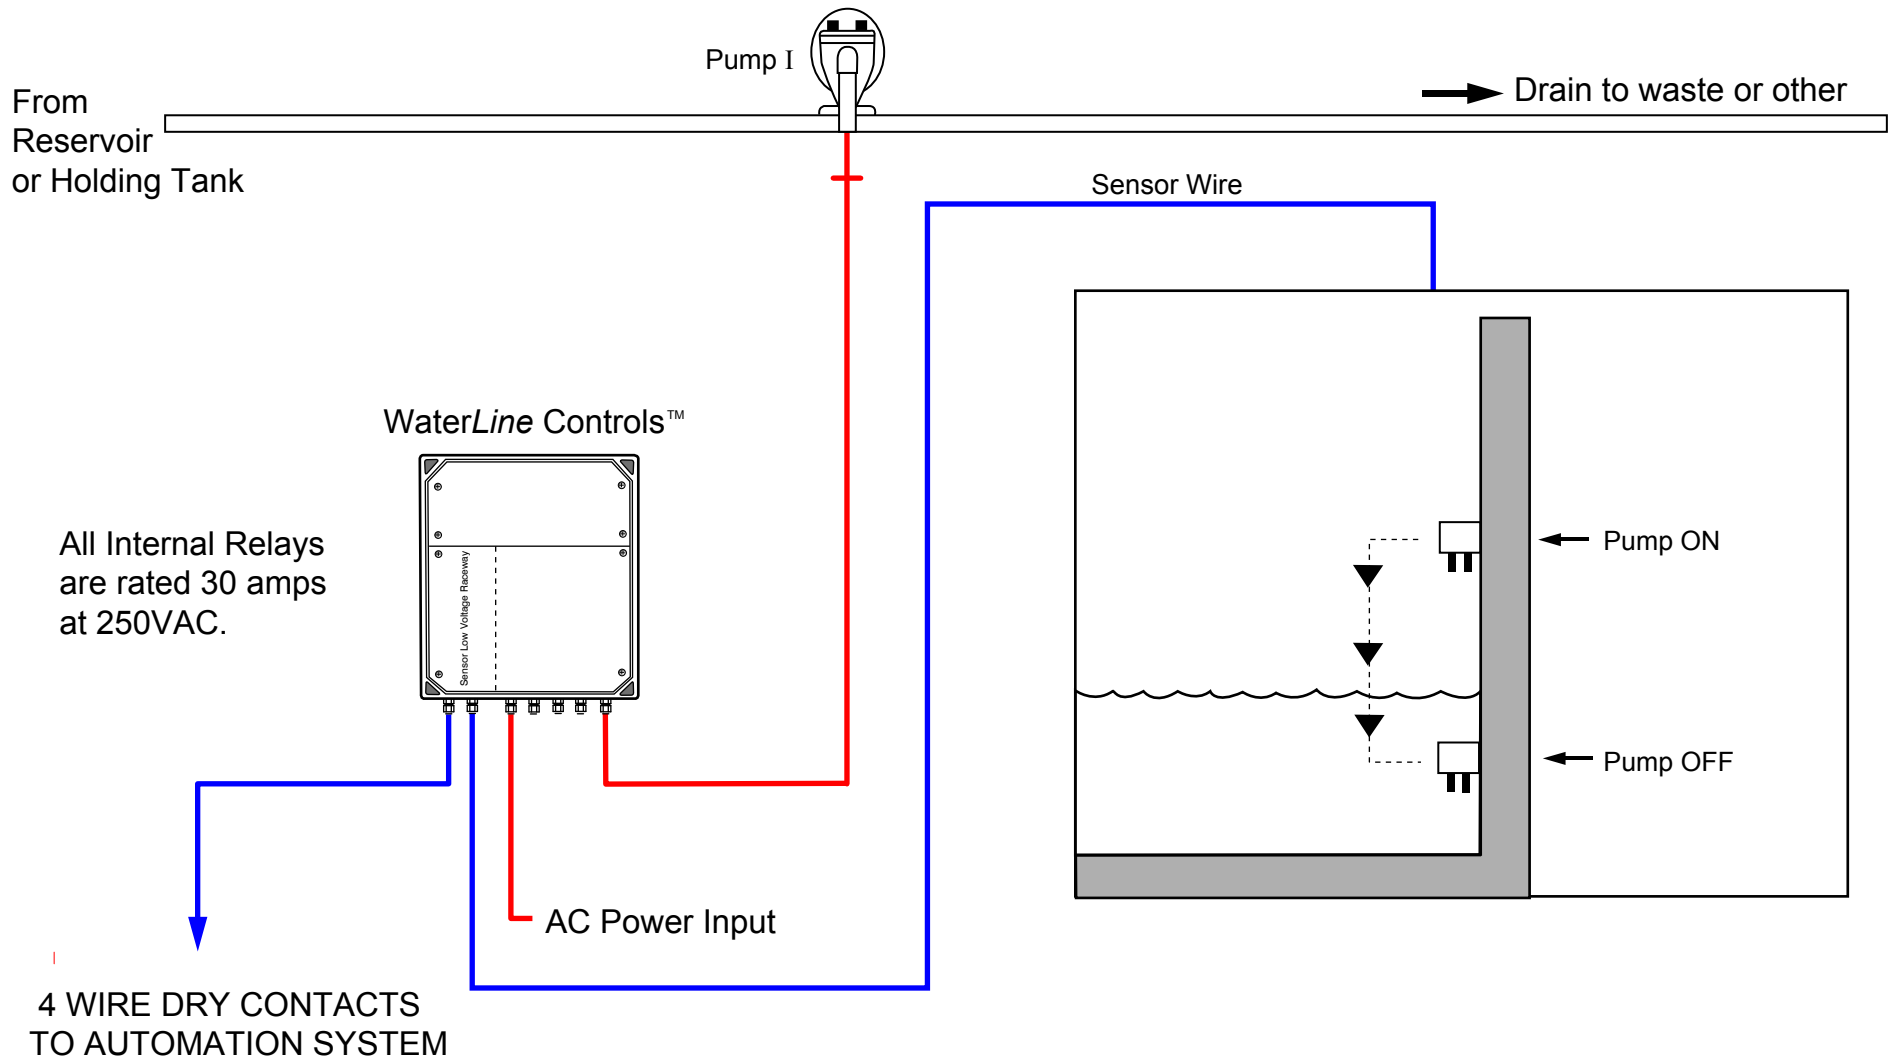 Pump I
Drain to waste or other
From
Reservoir
or Holding Tank
Sensor Wire
WaterLine Controls™
All Internal Relays
are rated 30 amps
at 250VAC.
Sensor Low Voltage Raceway
Pump ON
Pump OFF
AC Power Input
4 WIRE DRY CONTACTS
TO AUTOMATION SYSTEM